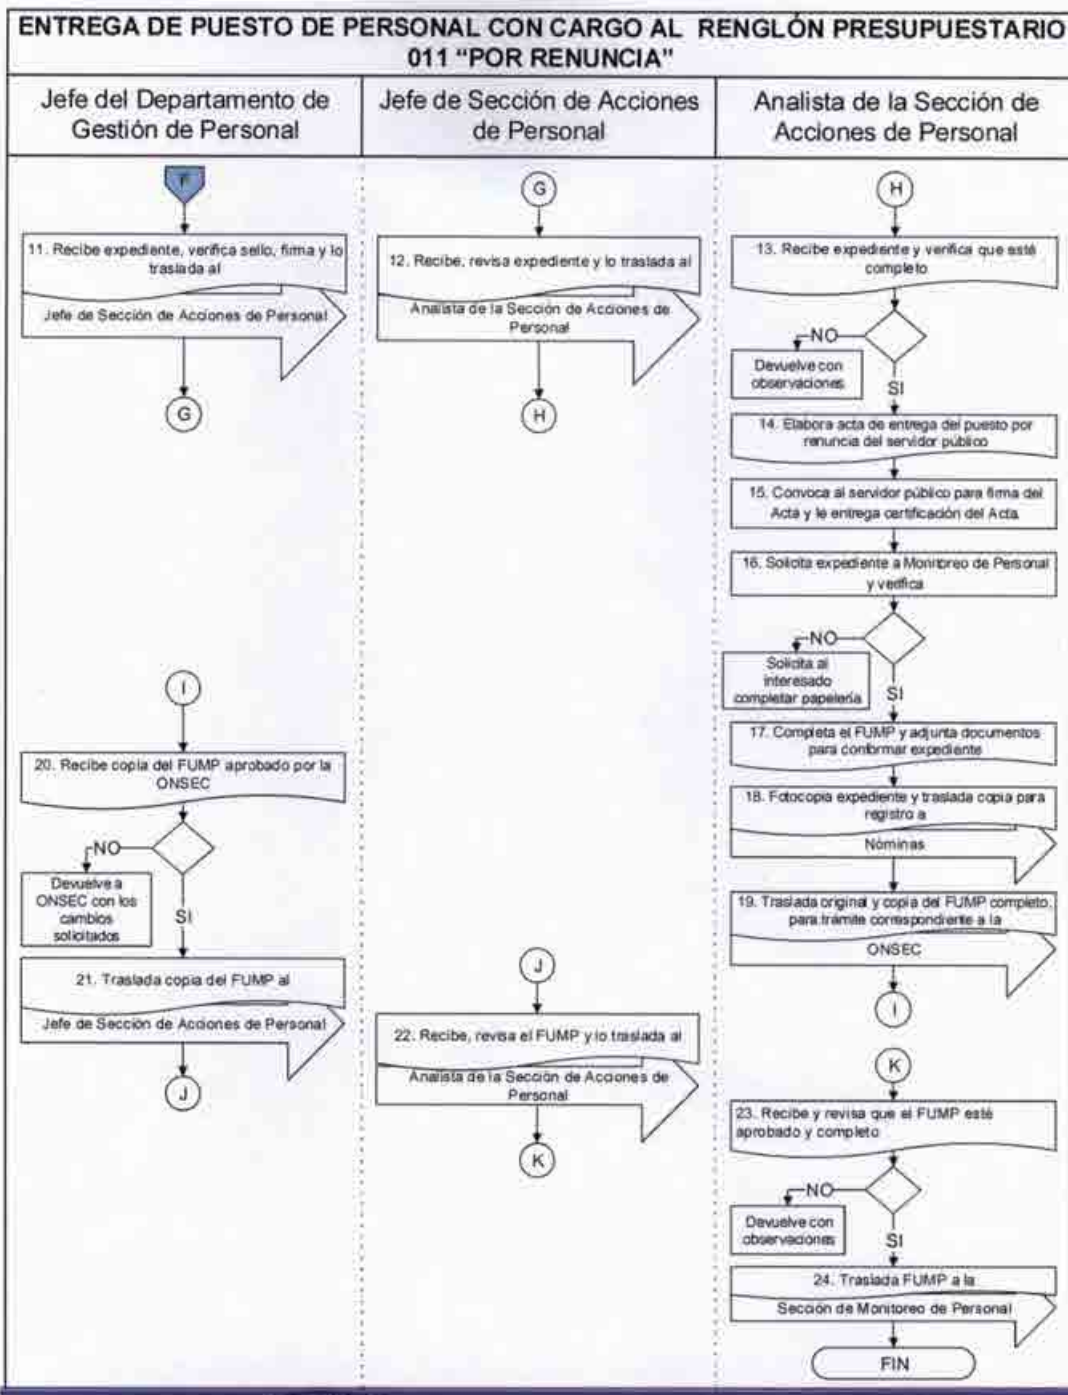 ENTREGA DE PUESTO DE PERSONAL CON CARGO AL RENGLÓN PRESUPUESTARIO
011 “POR RENUNCIA”
Jefe del Departamento de
Gestión de Personal
Jefe de Sección de Acciones
de Personal
Analista de la Sección de
Acciones de Personal
F
11. Recibe expediente, verifica sello, firma y lo
traslada al
Jefe de Sección de Acciones de Personal
G
I
20. Recibe copia del FUMP aprobado por la
ONSEC
NO
Devuelve a
ONSEC con los
cambios
solicitados
SI
21. Traslada copia del FUMP al
Jefe de Sección de Acciones de Personal
J
G
12. Recibe, revisa expediente y lo traslada al
Analista de la Sección de Acciones de
Personal
H
J
22. Recibe, revisa el FUMP y lo traslada al
Analista de la Sección de Acciones de
Personal
K
H
13. Recibe expediente y verifica que esté
completo
NO
Devuelve con
observaciones
SI
14. Elabora acta de entrega del puesto por
renuncia del servidor público
15. Convoca al servidor público para firma del
Acta y le entrega certificación del Acta
16. Solicita expediente a Monitoreo de Personal
y verifica
NO
Solicita al
interesado
completar papelería
SI
17. Completa el FUMP y adjunta documentos
para conformar expediente
18. Fotocopia expediente y traslada copia para
registro a
Nóminas
19. Traslada original y copia del FUMP completo,
para trámite correspondiente a la
ONSEC
I
K
23. Recibe y revisa que el FUMP esté
aprobado y completo
NO
Devuelve con
observaciones
SI
24. Traslada FUMP a la
Sección de Monitoreo de Personal
FIN